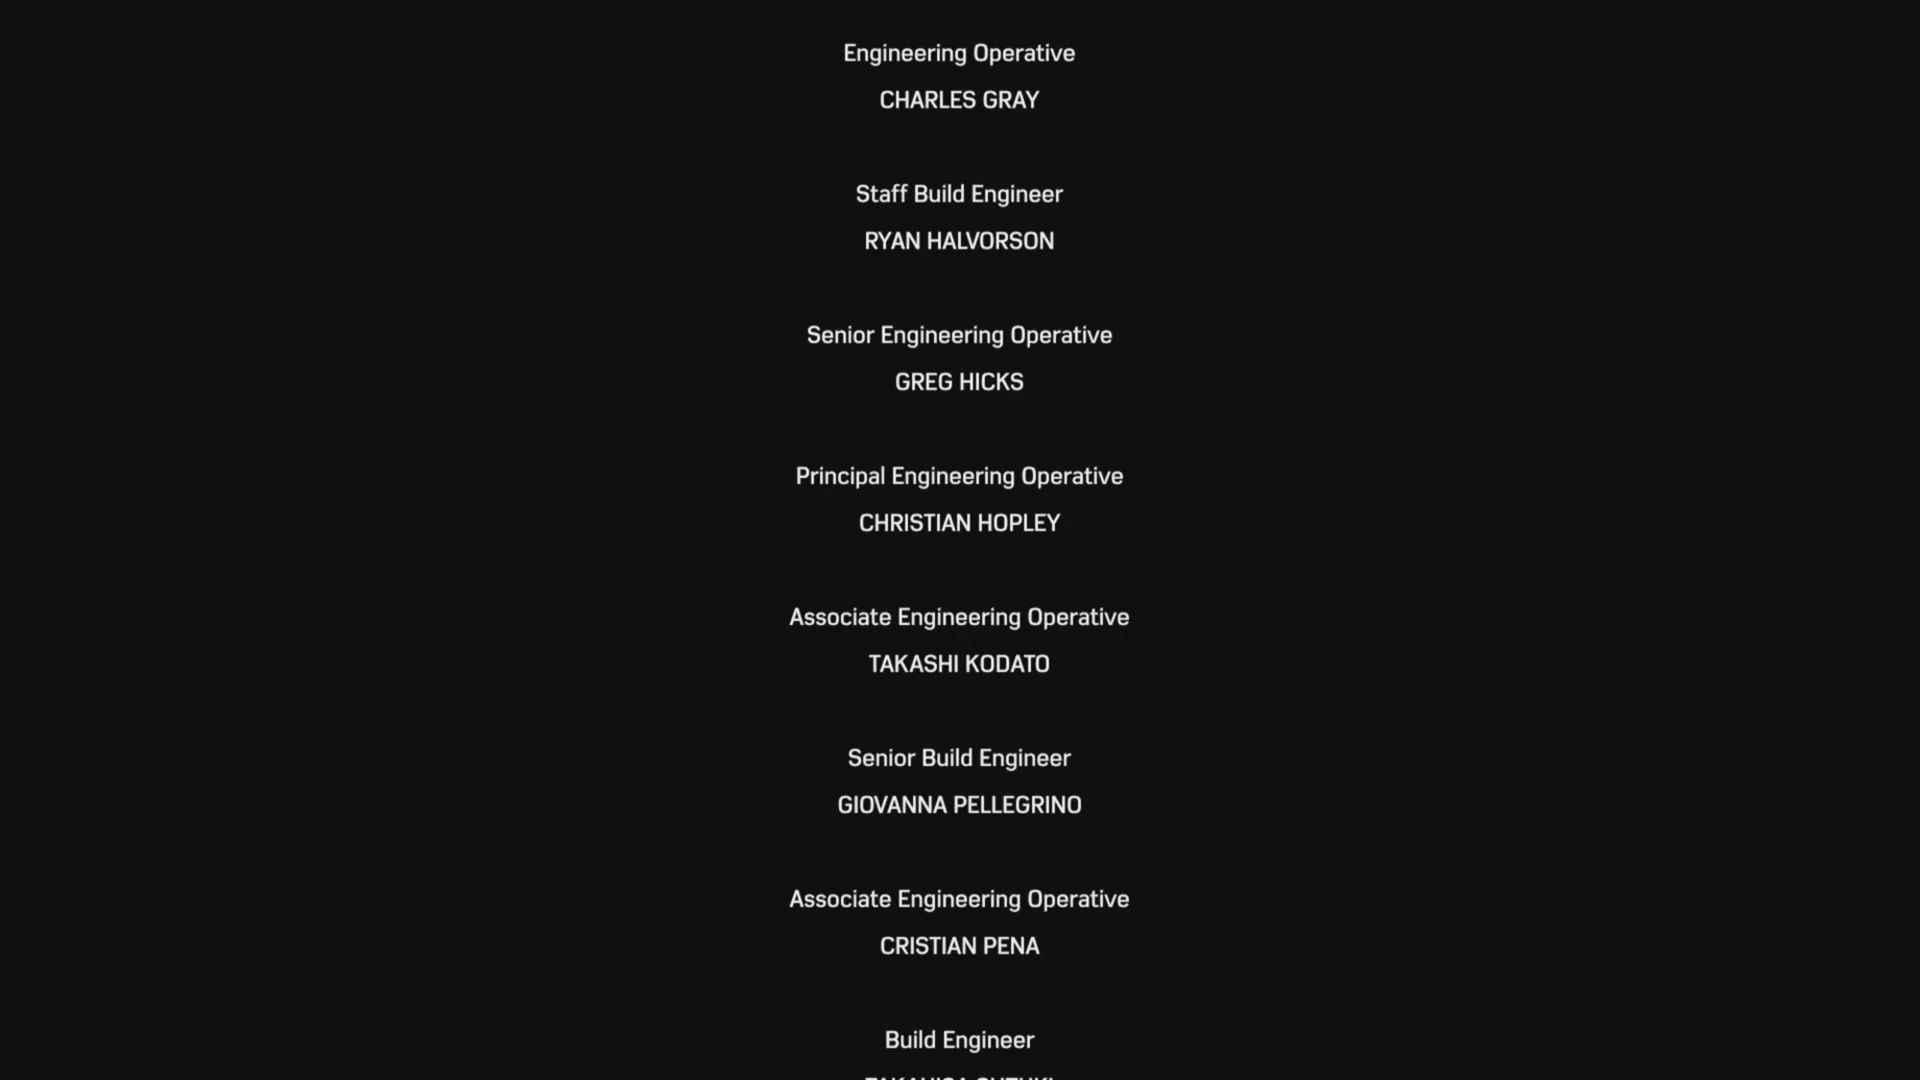 Engineering Operative
CHARLES GRAY
Staff Build Engineer
RYAN HALVORSON
Senior Engineering Operative
GREG HICKS
Principal Engineering Operative
CHRISTIAN HOPLEY
Associate Engineering Operative
TAKASHI KODATO
Senior Build Engineer
GIOVANNA PELLEGRINO
Associate Engineering Operative
CRISTIAN PENA
Build Engineer